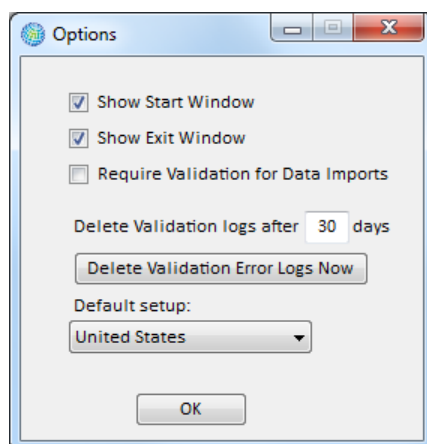 Options
Show Start Window
Show Exit Window
Require Validation for Data Imports
Delete Validation logs after 30 days
Delete Validation Error Logs Now
Default setup:
United States
OK